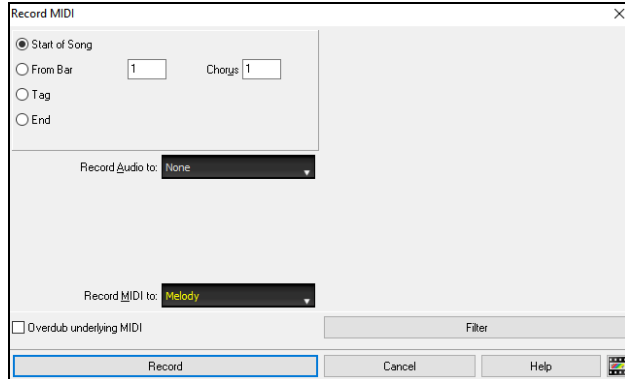 Record MIDI
Start of Song
From Bar 1 Chorus 1
Tag
End
Record Audio to: None
Record MIDI to: Melody
Overdub underlying MIDI Filter
Record Cancel Help